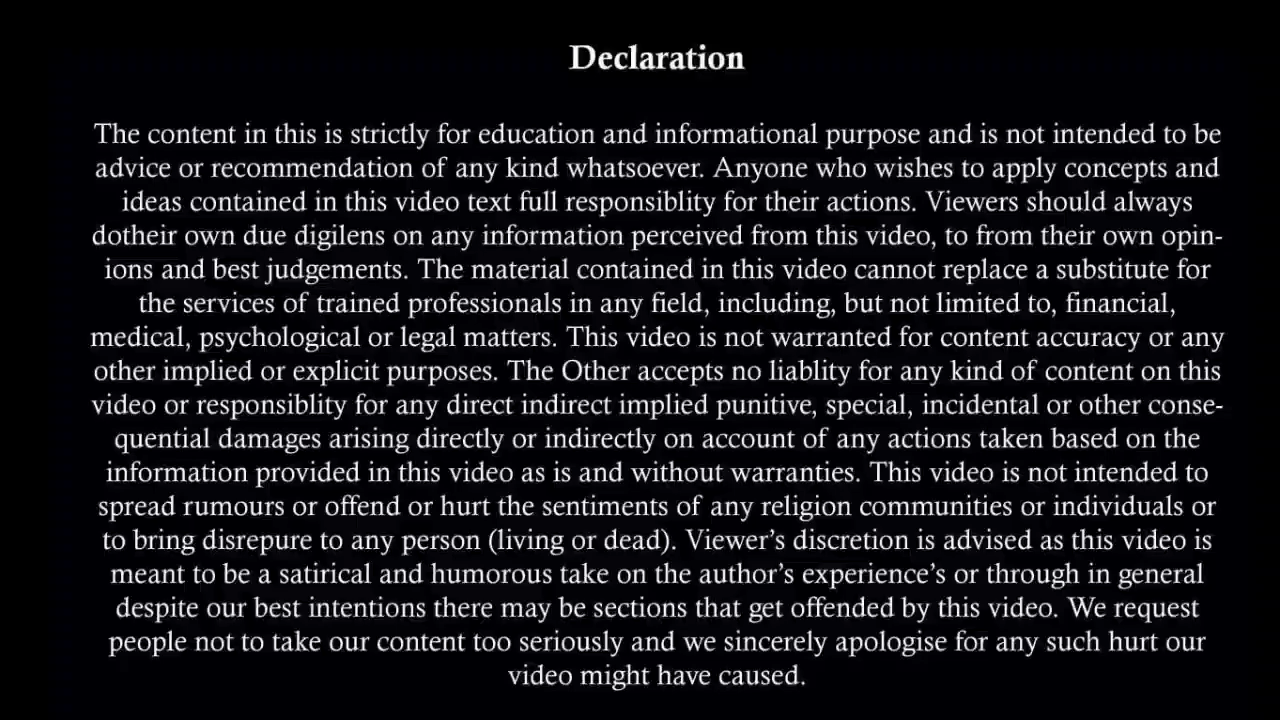 Declaration
The content in this is strictly for education and informational purpose and is not intended to be
advice or recommendation of any kind whatsoever. Anyone who wishes to apply concepts and
ideas contained in this video text full responsiblity for their actions. Viewers should always
dotheir own due digilens on any information perceived from this video, to from their own opin-
ions and best judgements. The material contained in this video cannot replace a substitute for
the services of trained professionals in any field, including, but not limited to, financial,
medical, psychological or legal matters. This video is not warranted for content accuracy or any
other implied or explicit purposes. The Other accepts no liablity for any kind of content on this
video or responsiblity for any direct indirect implied punitive, special, incidental or other conse-
quential damages arising directly or indirectly on account of any actions taken based on the
information provided in this video as is and without warranties. This video is not intended to
spread rumours or offend or hurt the sentiments of any religion communities or individuals or
to bring disrepure to any person (living or dead). Viewer’s discretion is advised as this video is
meant to be a satirical and humorous take on the author’s experience’s or through in general
despite our best intentions there may be sections that get offended by this video. We request
people not to take our content too seriously and we sincerely apologise for any such hurt our
video might have caused.